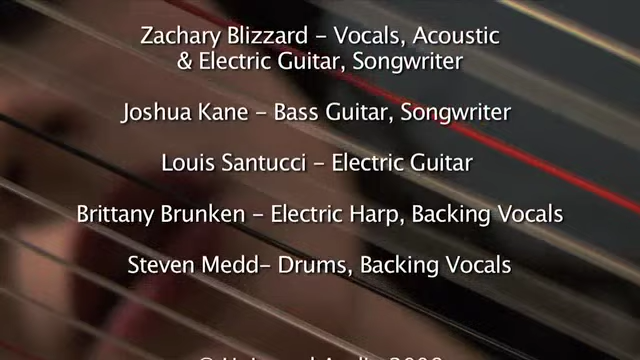 Zachary Blizzard – Vocals, Acoustic
& Electric Guitar, Songwriter
Joshua Kane – Bass Guitar, Songwriter
Louis Santucci – Electric Guitar
Brittany Brunken – Electric Harp, Backing Vocals
Steven Medd– Drums, Backing Vocals